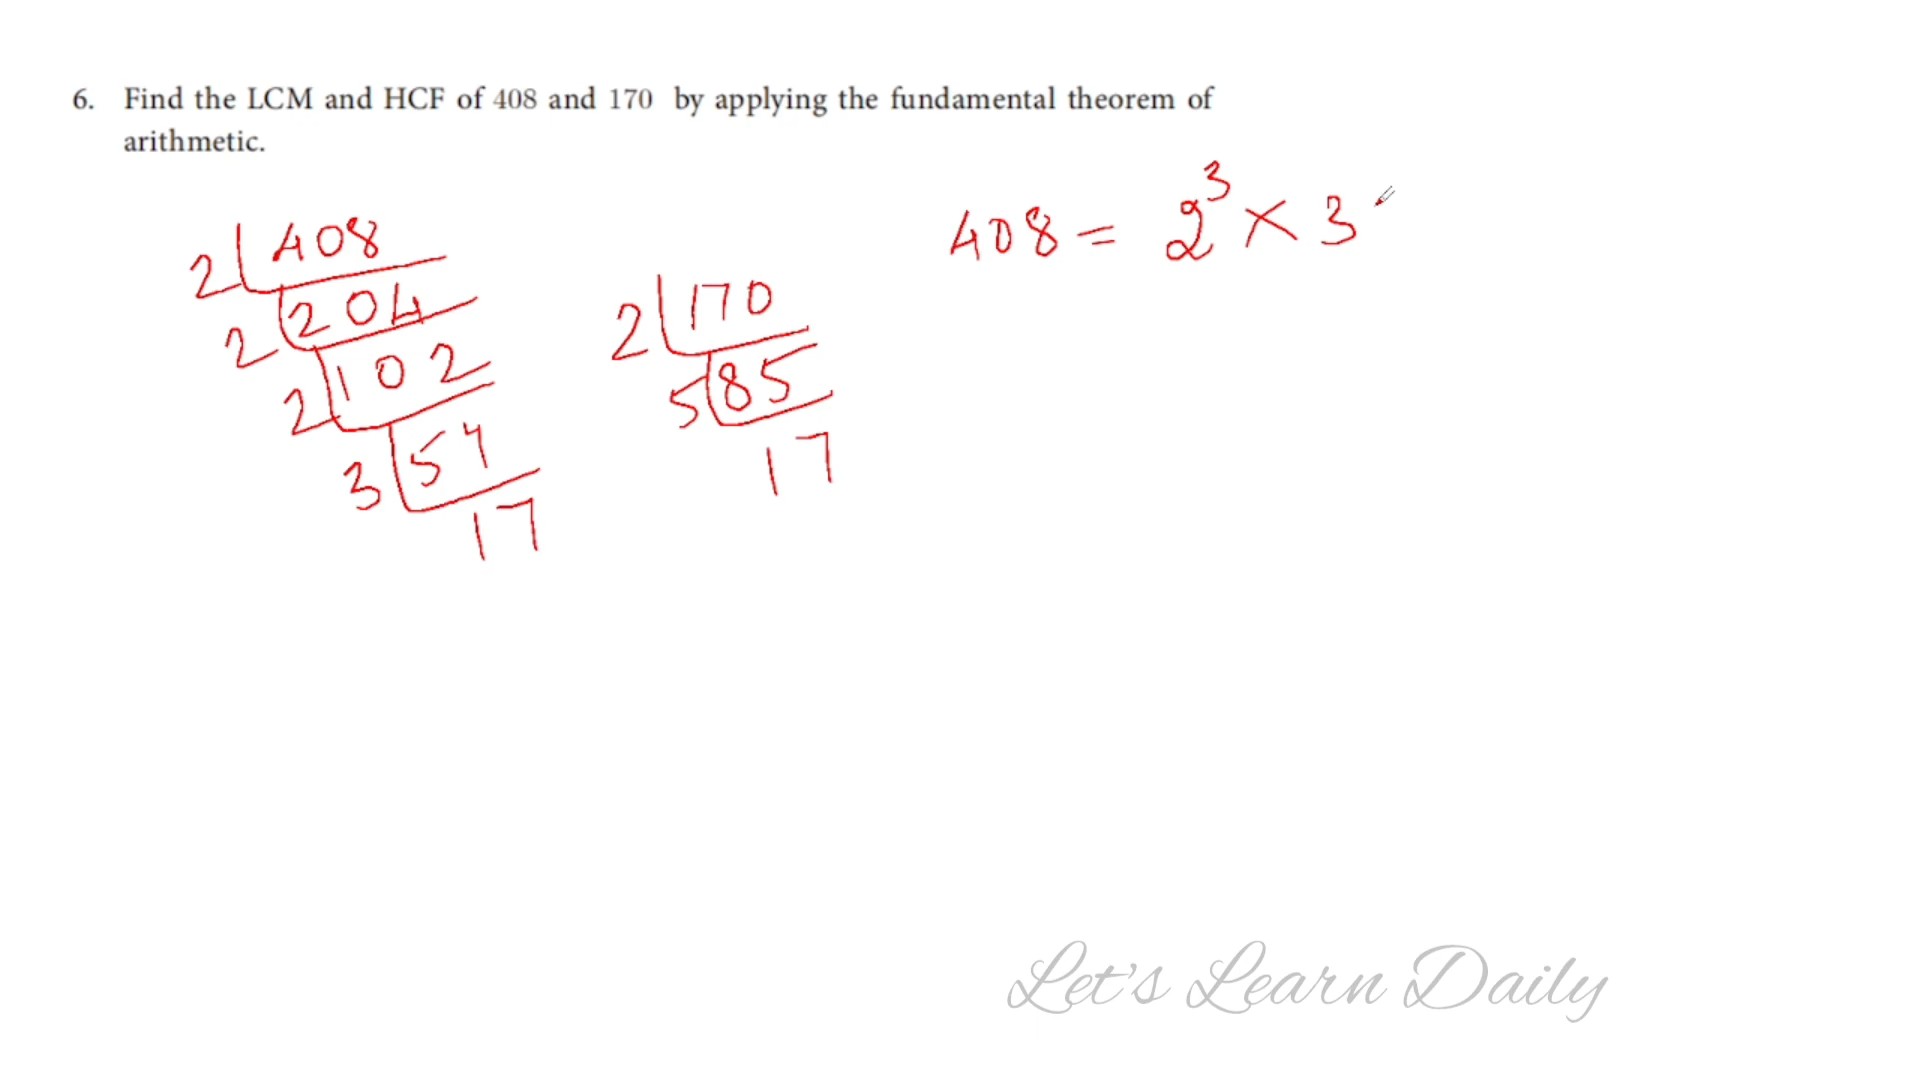 6. Find the LCM and HCF of 408 and 170 by applying the fundamental theorem of
arithmetic.
408 = 2³ × 3
2 | 408
2 | 204
2 | 102
3 | 51
17
2 | 170
5 | 85
17
Let's Learn Daily